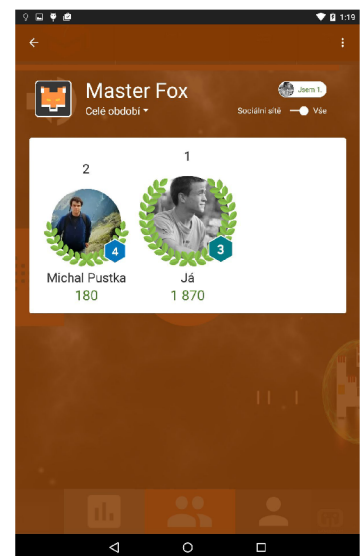 1:19
Master Fox
Jsem 1.
Celé období
Sociální sítě
Vše
2
1
4
3
Michal Pustka
Já
180
1 870